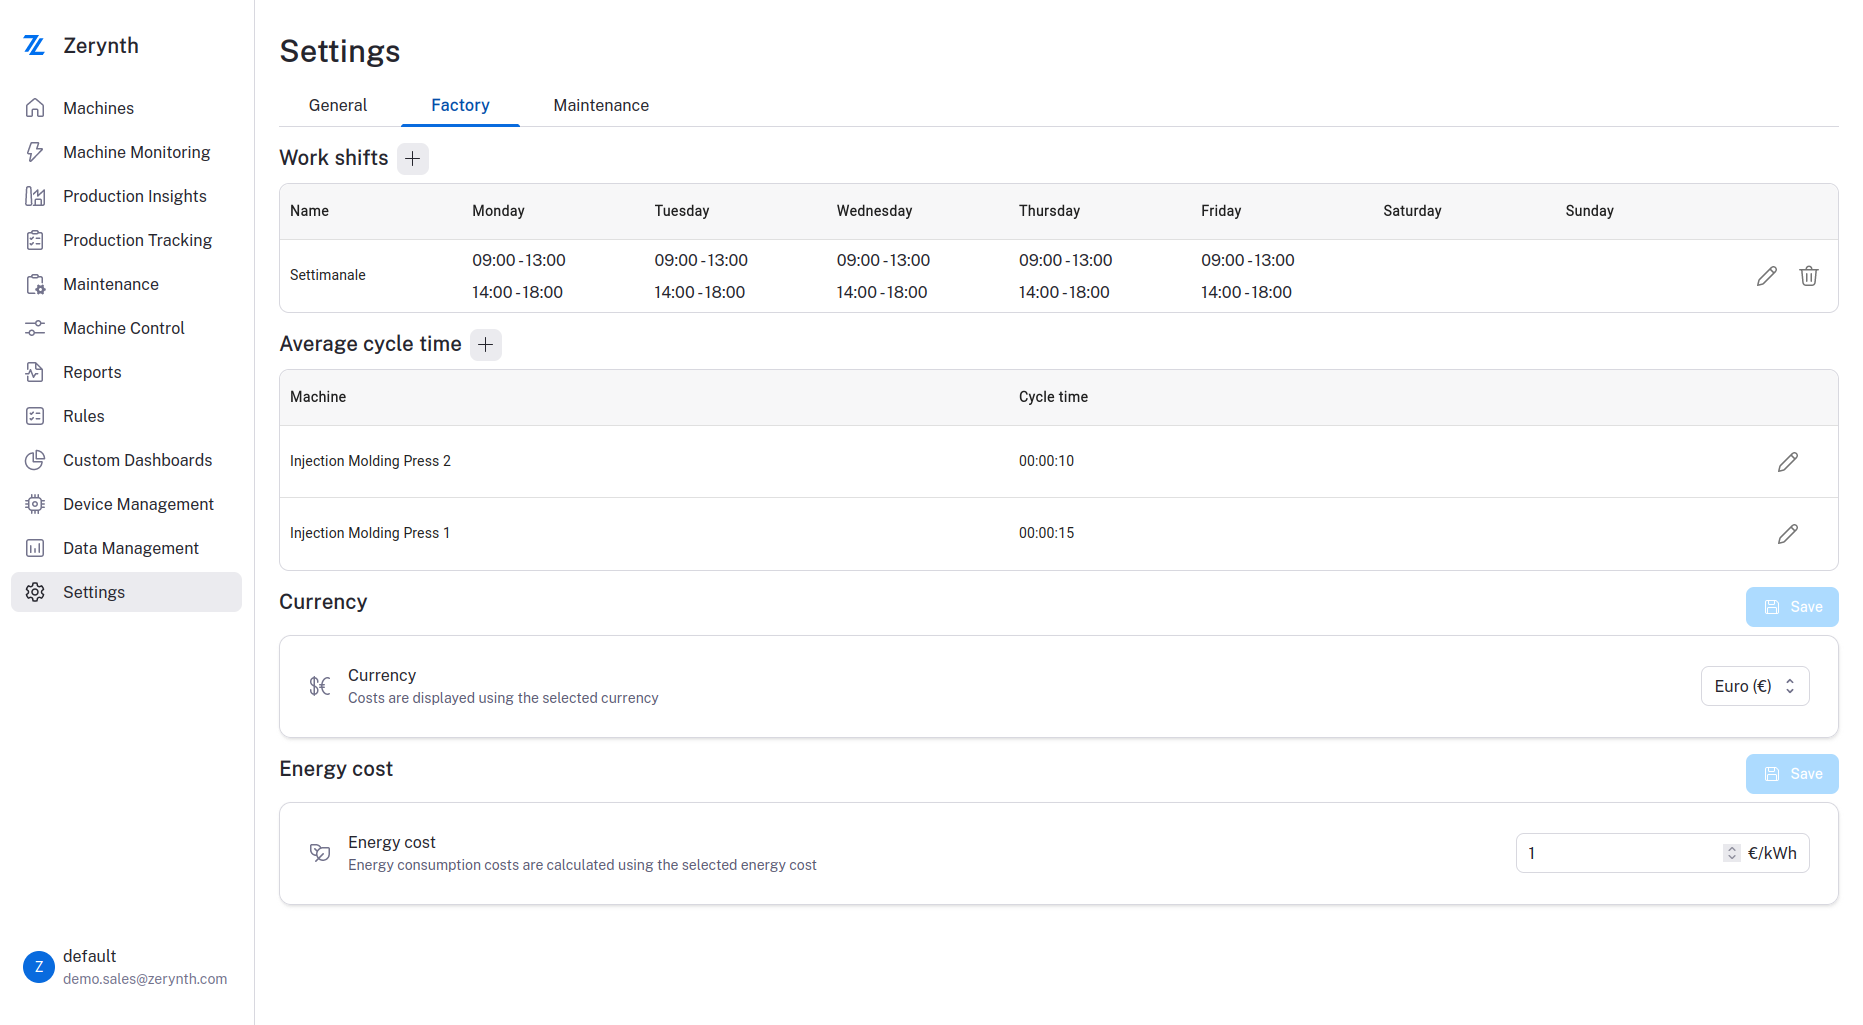 Zerynth
Machines
Machine Monitoring
Production Insights
Production Tracking
Maintenance
Machine Control
Reports
Rules
Custom Dashboards
Device Management
Data Management
Settings
Z
default
demo.sales@zerynth.com
Settings
General Factory Maintenance
Work shifts
Name Monday Tuesday Wednesday Thursday Friday Saturday Sunday
Settimanale
09:00 - 13:00 09:00 - 13:00 09:00 - 13:00 09:00 - 13:00 09:00 - 13:00
14:00 - 18:00 14:00 - 18:00 14:00 - 18:00 14:00 - 18:00 14:00 - 18:00
Average cycle time
Machine Cycle time
Injection Molding Press 2 00:00:10
Injection Molding Press 1 00:00:15
Currency Save
Currency
Costs are displayed using the selected currency
Euro (€)
Energy cost Save
Energy cost
Energy consumption costs are calculated using the selected energy cost
1 €/kWh